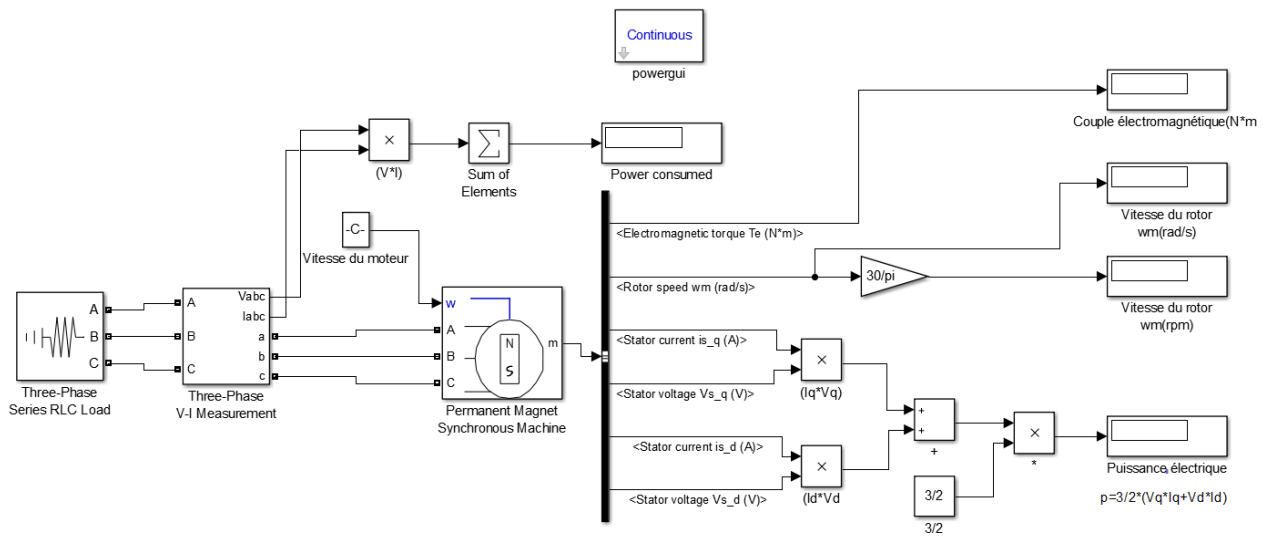 Continuous
powergui
Couple électromagnétique(N*m
×
(V*I)
Σ
Sum of
Elements
Power consumed
Vitesse du rotor
wm(rad/s)
-C-
Vitesse du moteur
<Electromagnetic torque Te (N*m)>
30/pi
<Rotor speed wm (rad/s)>
Vitesse du rotor
wm(rpm)
A
B
C
Three-Phase
Series RLC Load
A
B
C
Vabc
Iabc
a
b
c
Three-Phase
V-I Measurement
w
A
B
C
N
S
m
Permanent Magnet
Synchronous Machine
<Stator current is_q (A)>
×
(Iq*Vq)
<Stator voltage Vs_q (V)>
+
+
+
<Stator current is_d (A)>
×
(Id*Vd
<Stator voltage Vs_d (V)>
×
*
3/2
3/2
Puissance électrique
p=3/2*(Vq*Iq+Vd*Id)